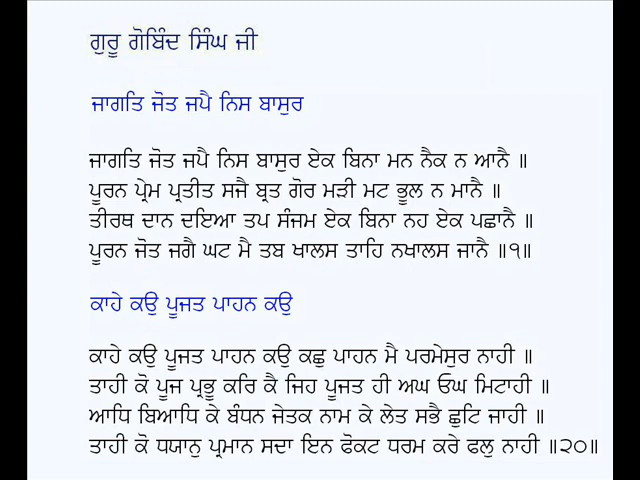 ਗੁਰੂ ਗੋਬਿੰਦ ਸਿੰਘ ਜੀ
ਜਾਗਤਿ ਜੋਤ ਜਪੈ ਨਿਸ ਬਾਸੁਰ
ਜਾਗਤਿ ਜੋਤ ਜਪੈ ਨਿਸ ਬਾਸੁਰ ਏਕ ਬਿਨਾ ਮਨ ਨੈਕ ਨ ਆਨੈ ॥
ਪੂਰਨ ਪ੍ਰੇਮ ਪ੍ਰਤੀਤ ਸਜੈ ਬ੍ਰਤ ਗੋਰ ਮੜੀ ਮਟ ਭੂਲ ਨ ਮਾਨੈ ॥
ਤੀਰਥ ਦਾਨ ਦਇਆ ਤਪ ਸੰਜਮ ਏਕ ਬਿਨਾ ਨਹ ਏਕ ਪਛਾਨੈ ॥
ਪੂਰਨ ਜੋਤ ਜਗੈ ਘਟ ਮੈ ਤਬ ਖਾਲਸ ਤਾਹਿ ਨਖਾਲਸ ਜਾਨੈ ॥੧॥
ਕਾਹੇ ਕਉ ਪੂਜਤ ਪਾਹਨ ਕਉ
ਕਾਹੇ ਕਉ ਪੂਜਤ ਪਾਹਨ ਕਉ ਕਛੁ ਪਾਹਨ ਮੈ ਪਰਮੇਸੁਰ ਨਾਹੀ ॥
ਤਾਹੀ ਕੋ ਪੂਜ ਪ੍ਰਭੂ ਕਰਿ ਕੈ ਜਿਹ ਪੂਜਤ ਹੀ ਅਘ ਓਘ ਮਿਟਾਹੀ ॥
ਆਧਿ ਬਿਆਧਿ ਕੇ ਬੰਧਨ ਜੇਤਕ ਨਾਮ ਕੇ ਲੇਤ ਸਭੈ ਛੁਟਿ ਜਾਹੀ ॥
ਤਾਹੀ ਕੋ ਧਯਾਨੁ ਪ੍ਰਮਾਨ ਸਦਾ ਇਨ ਫੋਕਟ ਧਰਮ ਕਰੇ ਫਲੁ ਨਾਹੀ ॥੨੦॥